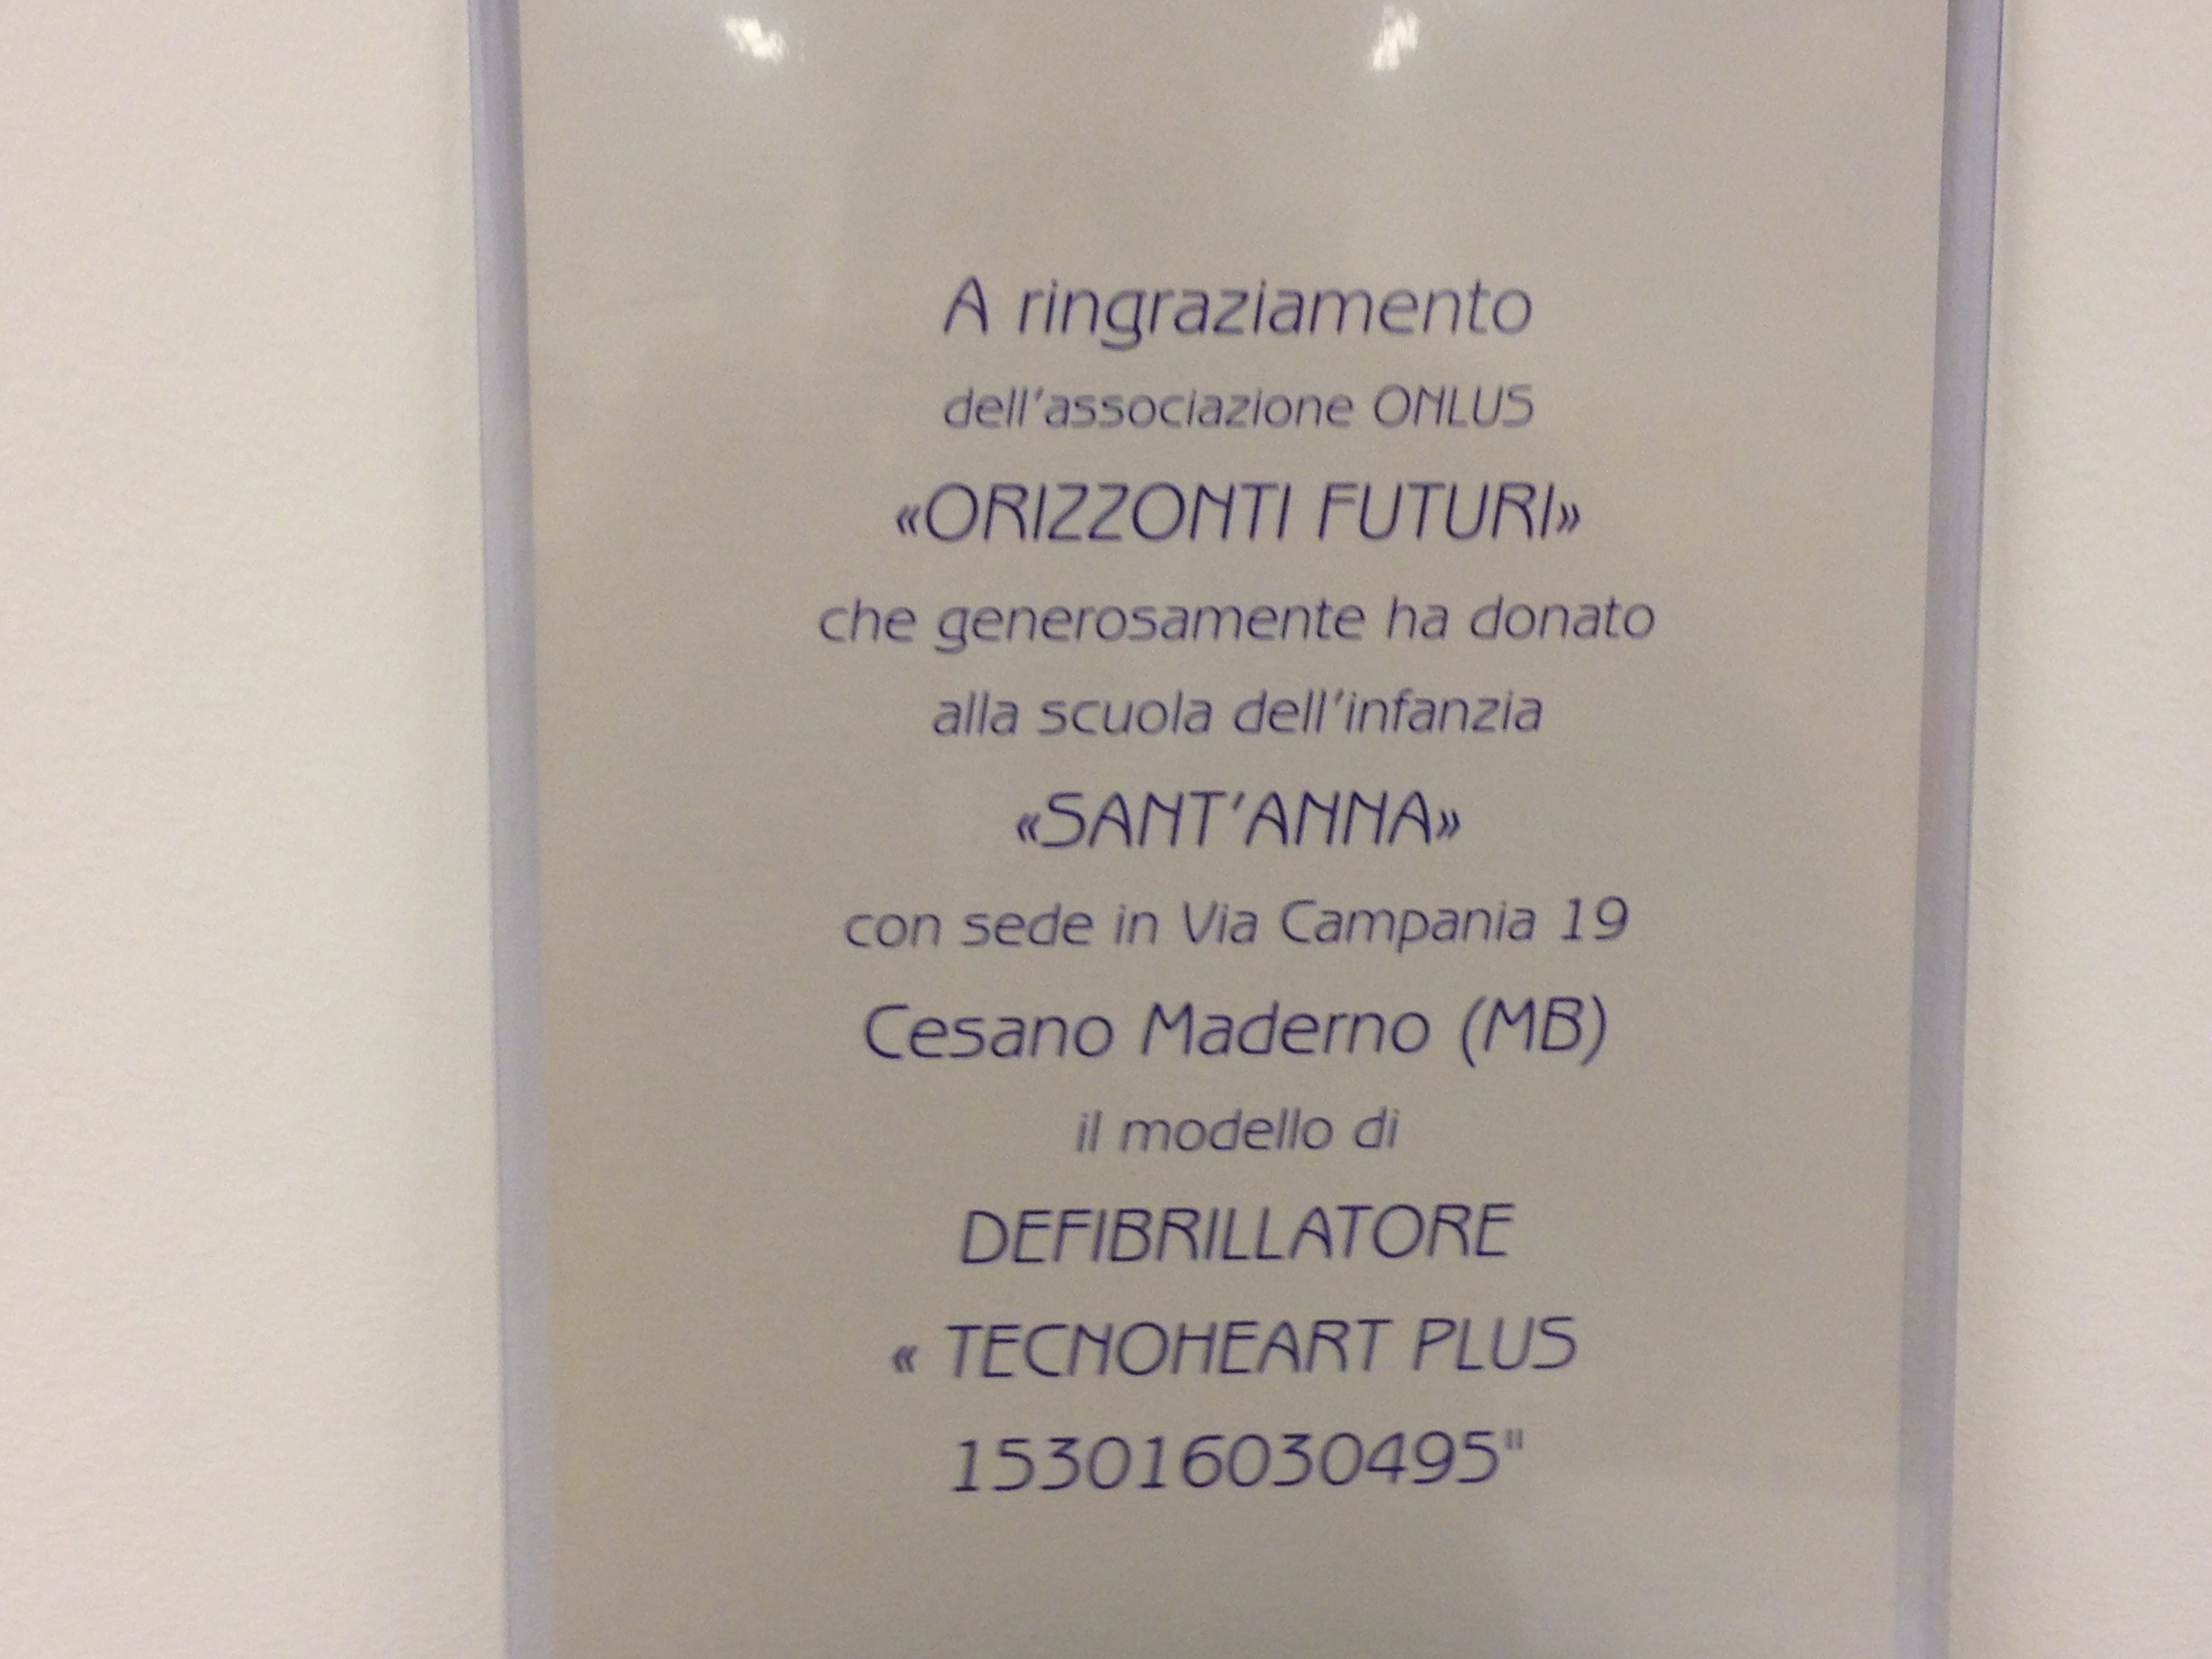 A ringraziamento
dell'associazione ONLUS
«ORIZZONTI FUTURI»
che generosamente ha donato
alla scuola dell'infanzia
«SANT'ANNA»
con sede in Via Campania 19
Cesano Maderno (MB)
il modello di
DEFIBRILLATORE
« TECNOHEART PLUS
153016030495"